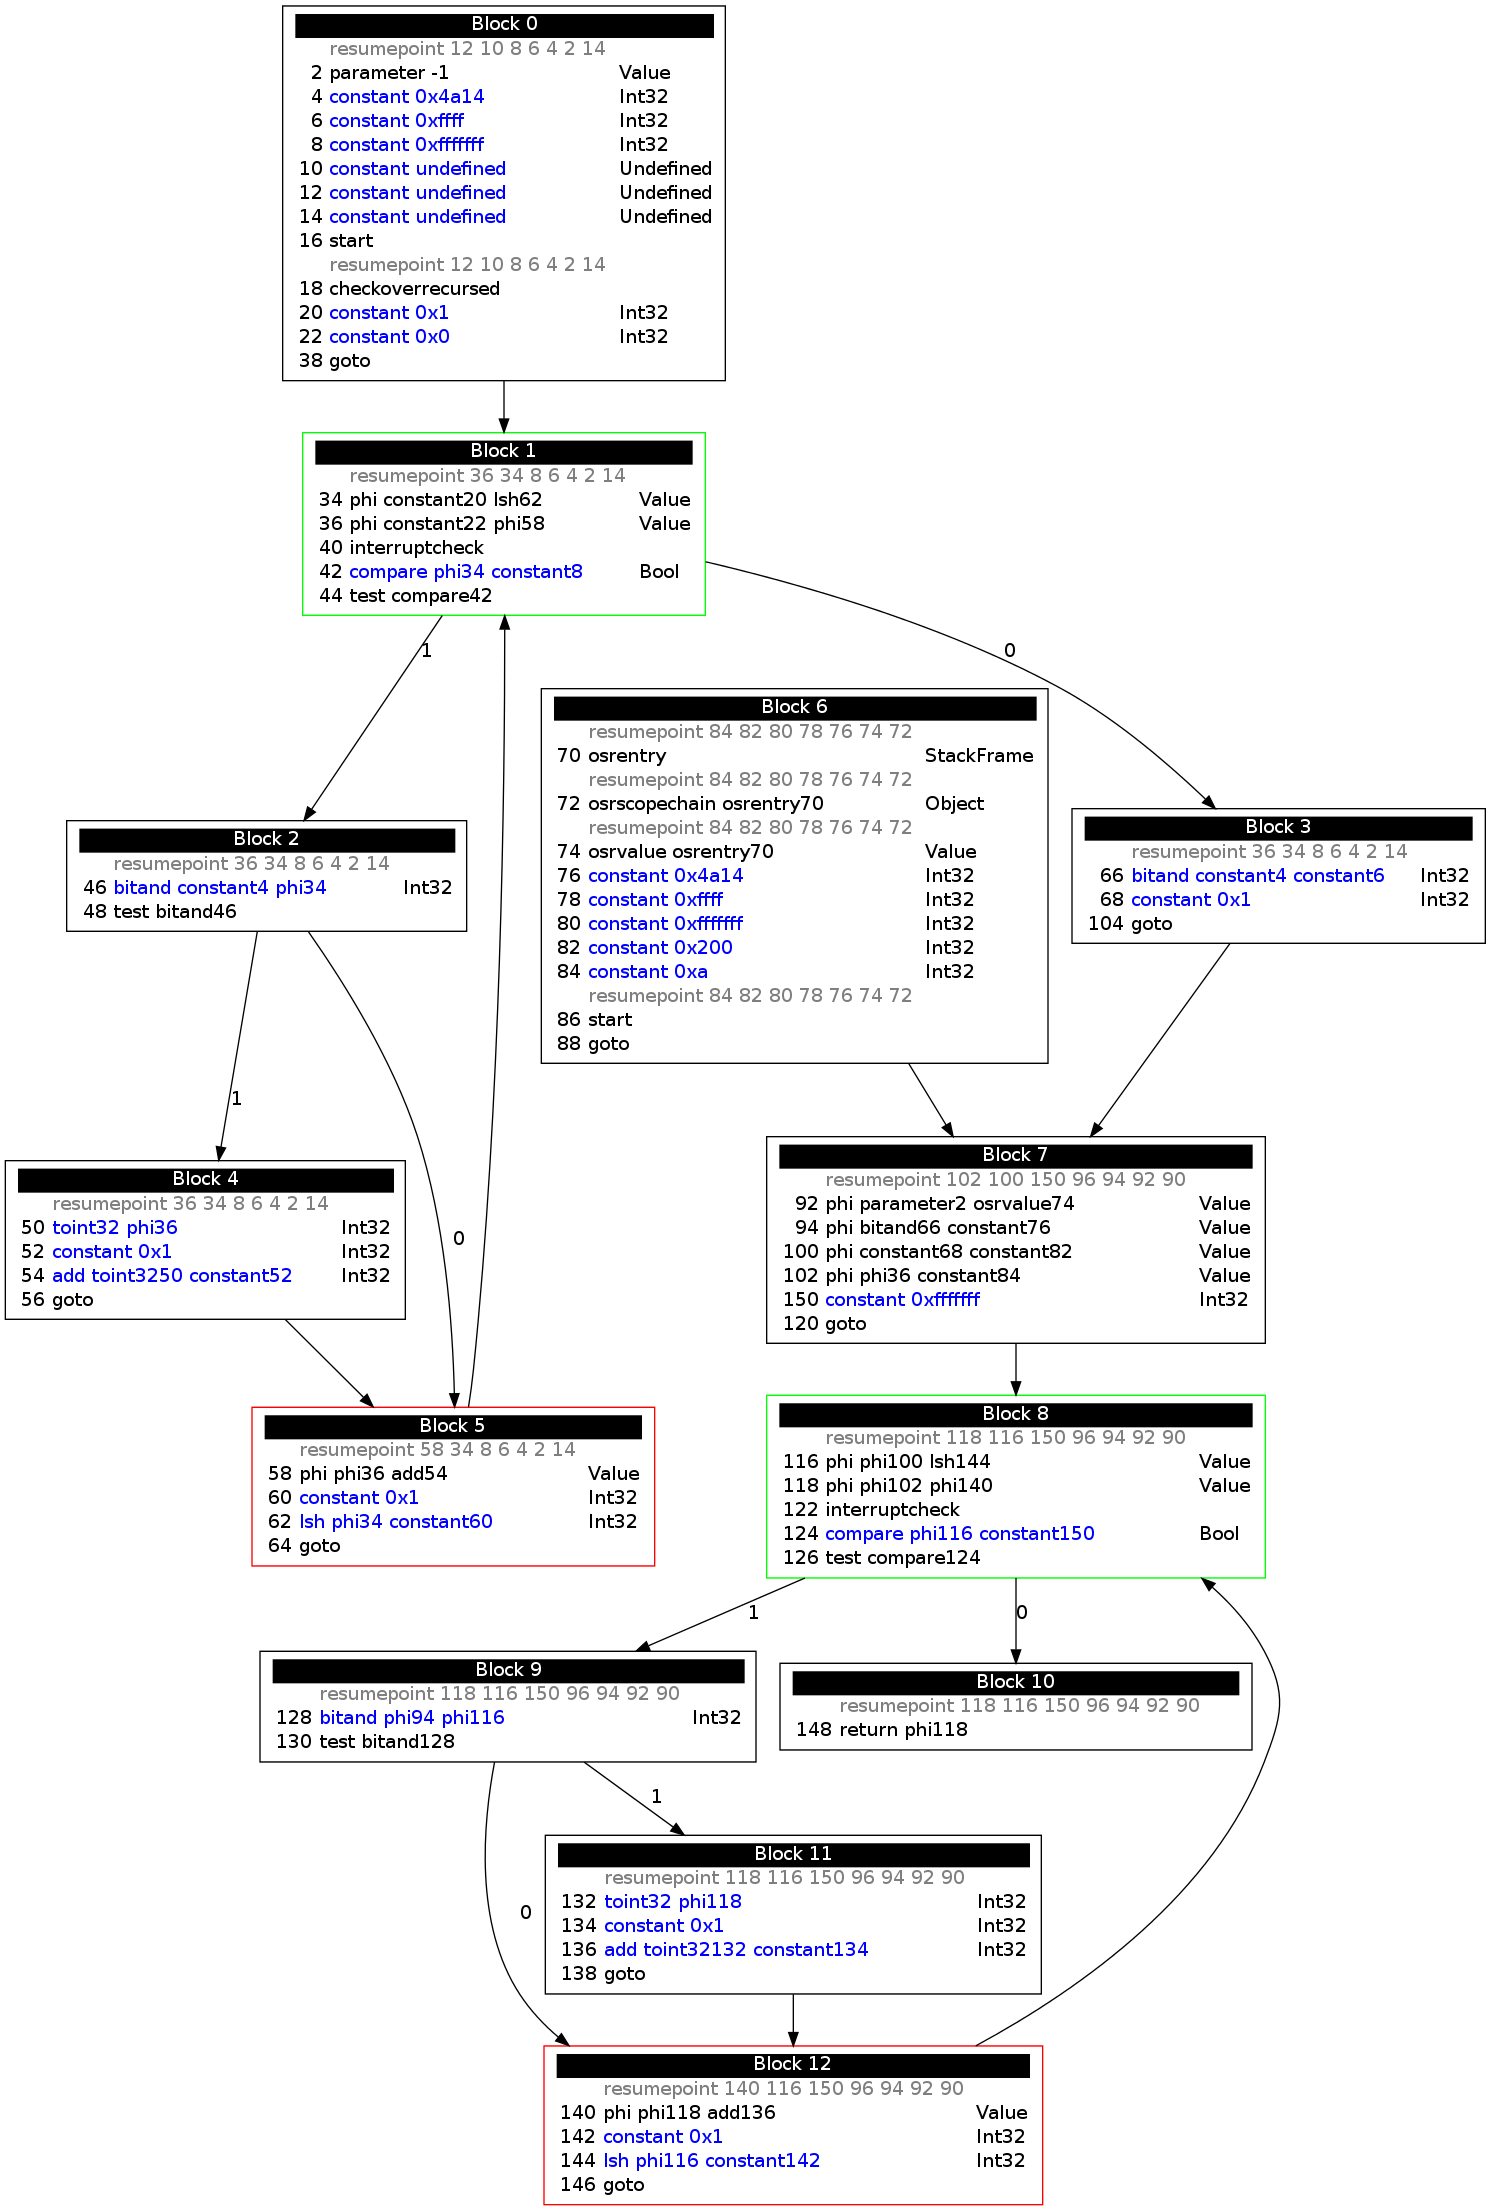 Block 0
resumepoint 12 10 8 6 4 2 14
2 parameter -1 Value
4 constant 0x4a14 Int32
6 constant 0xffff Int32
8 constant 0xfffffff Int32
10 constant undefined Undefined
12 constant undefined Undefined
14 constant undefined Undefined
16 start
resumepoint 12 10 8 6 4 2 14
18 checkoverrecursed
20 constant 0x1 Int32
22 constant 0x0 Int32
38 goto
Block 1
resumepoint 36 34 8 6 4 2 14
34 phi constant20 lsh62 Value
36 phi constant22 phi58 Value
40 interruptcheck
42 compare phi34 constant8 Bool
44 test compare42
1
0
Block 6
resumepoint 84 82 80 78 76 74 72
70 osrentry StackFrame
resumepoint 84 82 80 78 76 74 72
72 osrscopechain osrentry70 Object
resumepoint 84 82 80 78 76 74 72
74 osrvalue osrentry70 Value
76 constant 0x4a14 Int32
78 constant 0xffff Int32
80 constant 0xfffffff Int32
82 constant 0x200 Int32
84 constant 0xa Int32
resumepoint 84 82 80 78 76 74 72
86 start
88 goto
Block 3
resumepoint 36 34 8 6 4 2 14
66 bitand constant4 constant6 Int32
68 constant 0x1 Int32
104 goto
Block 2
resumepoint 36 34 8 6 4 2 14
46 bitand constant4 phi34 Int32
48 test bitand46
1
0
Block 4
resumepoint 36 34 8 6 4 2 14
50 toint32 phi36 Int32
52 constant 0x1 Int32
54 add toint3250 constant52 Int32
56 goto
Block 7
resumepoint 102 100 150 96 94 92 90
92 phi parameter2 osrvalue74 Value
94 phi bitand66 constant76 Value
100 phi constant68 constant82 Value
102 phi phi36 constant84 Value
150 constant 0xfffffff Int32
120 goto
Block 5
resumepoint 58 34 8 6 4 2 14
58 phi phi36 add54 Value
60 constant 0x1 Int32
62 lsh phi34 constant60 Int32
64 goto
Block 8
resumepoint 118 116 150 96 94 92 90
116 phi phi100 lsh144 Value
118 phi phi102 phi140 Value
122 interruptcheck
124 compare phi116 constant150 Bool
126 test compare124
1
0
Block 9
resumepoint 118 116 150 96 94 92 90
128 bitand phi94 phi116 Int32
130 test bitand128
Block 10
resumepoint 118 116 150 96 94 92 90
148 return phi118
1
0
Block 11
resumepoint 118 116 150 96 94 92 90
132 toint32 phi118 Int32
134 constant 0x1 Int32
136 add toint32132 constant134 Int32
138 goto
Block 12
resumepoint 140 116 150 96 94 92 90
140 phi phi118 add136 Value
142 constant 0x1 Int32
144 lsh phi116 constant142 Int32
146 goto